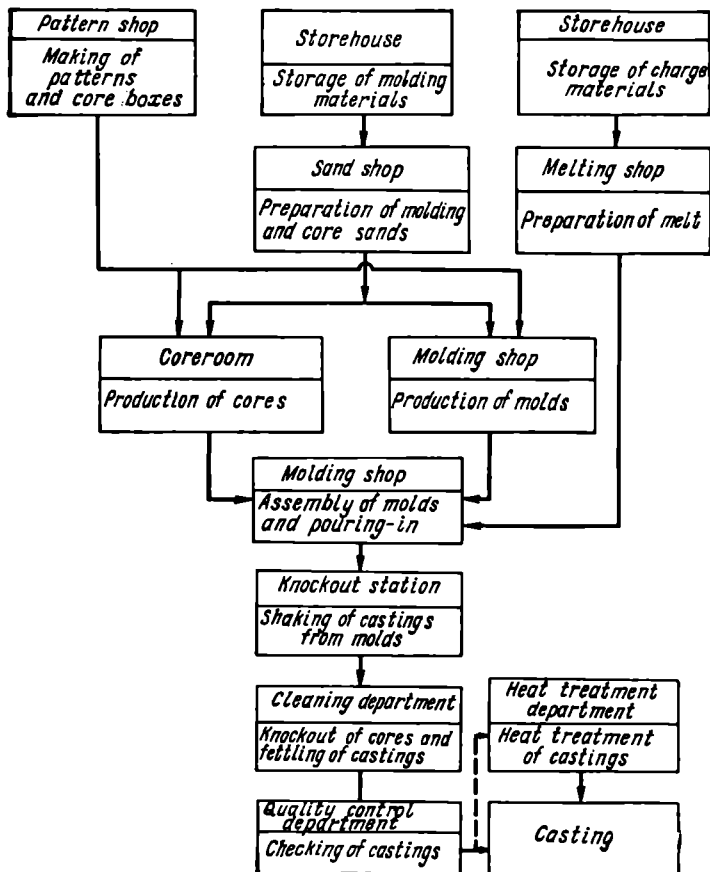 Pattern shop
Making of
patterns
and core boxes
Storehouse
Storage of molding
materials
Storehouse
Storage of charge
materials
Sand shop
Preparation of molding
and core sands
Melting shop
Preparation of melt
Coreroom
Production of cores
Molding shop
Production of molds
Molding shop
Assembly of molds
and pouring-in
Knockout station
Shaking of castings
from molds
Cleaning department
Knockout of cores and
fettling of castings
Heat treatment
department
Heat treatment
of castings
Quality control
department
Checking of castings
Casting